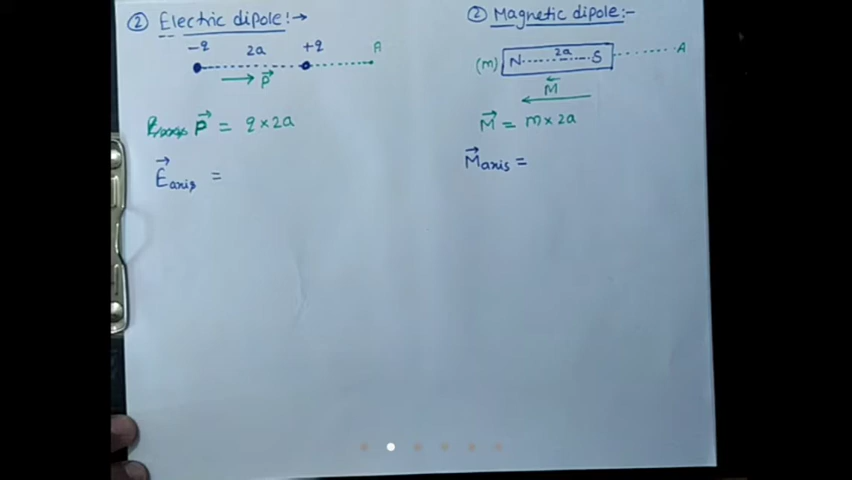 ② Electric dipole:→
-q 2a +q A
→ P⃗
P⃗ = q × 2a
E⃗axis =
② Magnetic dipole:-
(m) N 2a S A
M⃗
M⃗ = m × 2a
M⃗axis =